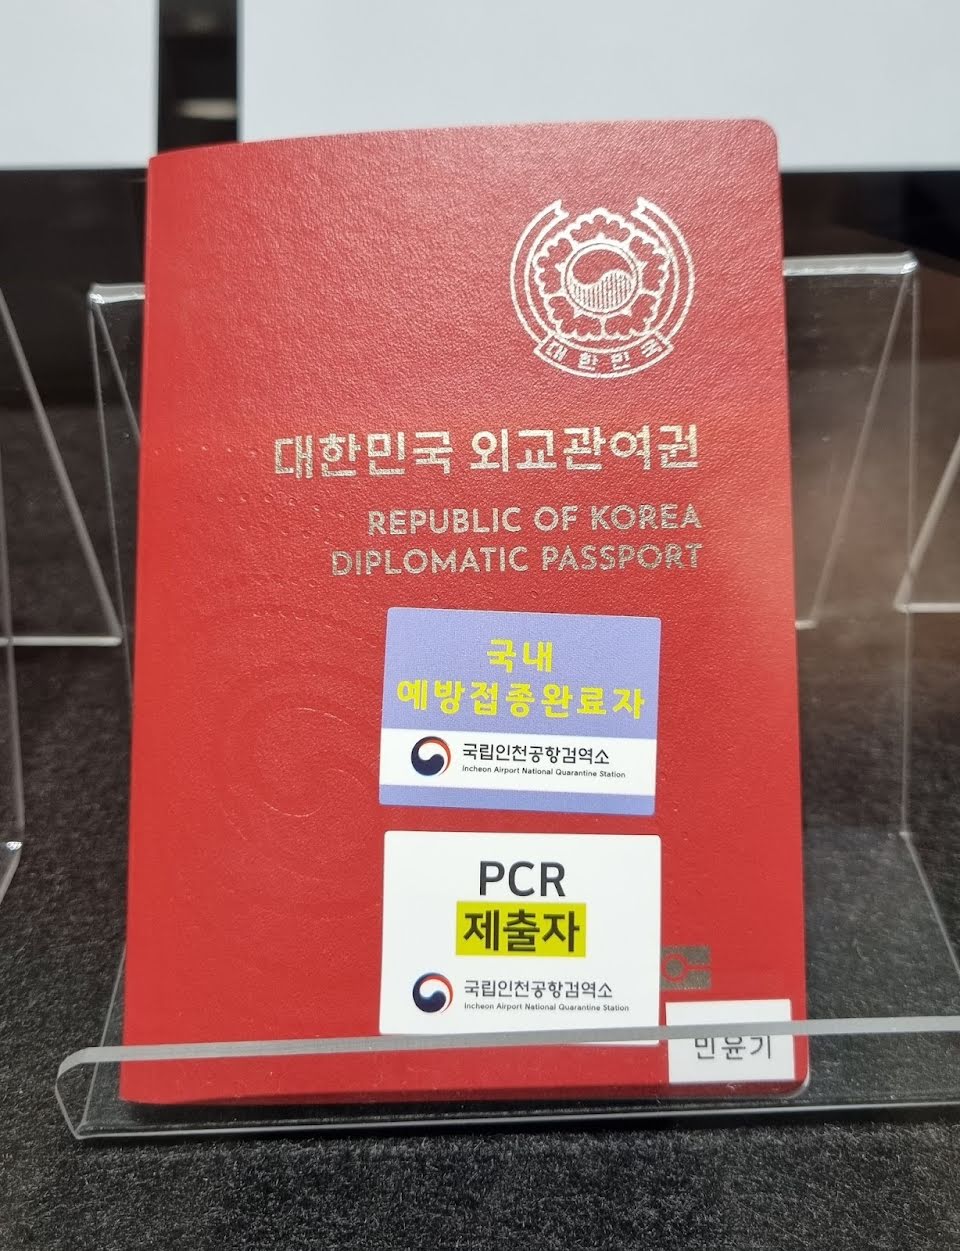 대한민국
대한민국 외교관여권
REPUBLIC OF KOREA
DIPLOMATIC PASSPORT
국내
예방접종완료자
국립인천공항검역소
Incheon Airport National Quarantine Station
PCR
제출자
국립인천공항검역소
Incheon Airport National Quarantine Station
민윤기